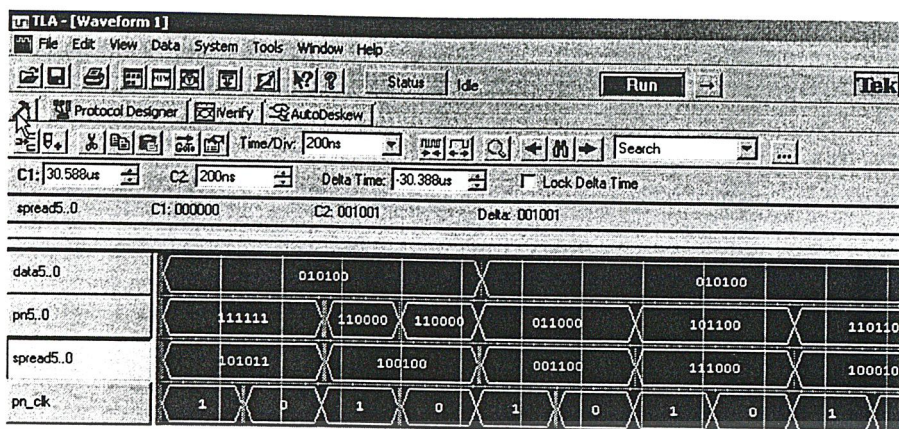 TLA - [Waveform 1]
File Edit View Data System Tools Window Help
Status Idle Run Tek
Protocol Designer iVerify AutoDeskew
Time/Div: 200ns Search ...
C1: 30.588us C2: 200ns Delta Time: -30.388us Lock Delta Time
spread5..0 C1: 000000 C2: 001001 Delta: 001001
data5..0 010100 010100
pn5..0 111111 110000 110000 011000 101100 110110
spread5..0 101011 100100 001100 111000 100010
pn_clk 1 0 1 0 1 0 1 0 1